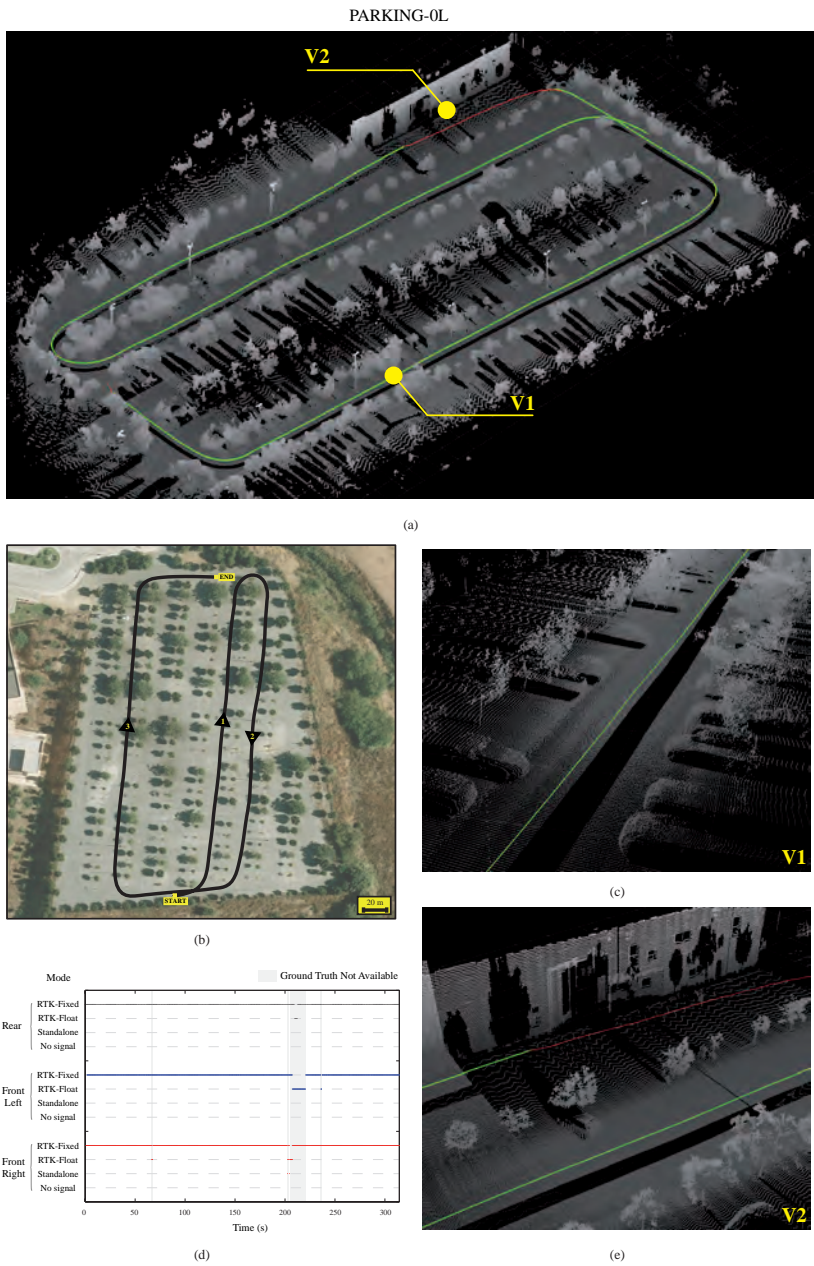 PARKING-0L
V2
V1
(a)
END
3
1
2
START
20 m
(b)
V1
(c)
Mode
Ground Truth Not Available
Rear
RTK-Fixed
RTK-Float
Standalone
No signal
Front
Left
RTK-Fixed
RTK-Float
Standalone
No signal
Front
Right
RTK-Fixed
RTK-Float
Standalone
No signal
0 50 100 150 200 250 300
Time (s)
(d)
V2
(e)